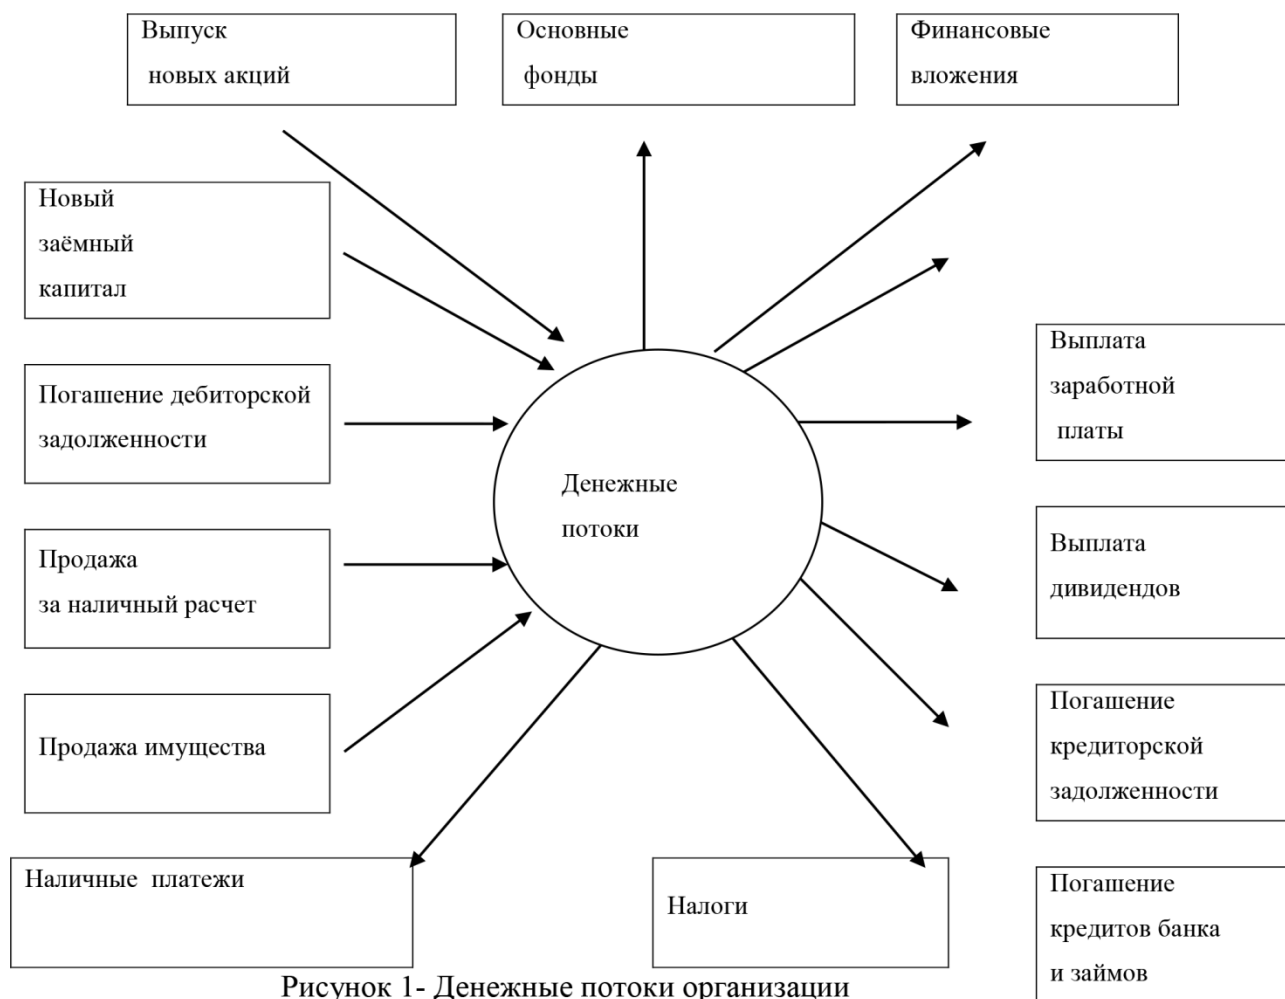 Выпуск
новых акций
Основные
фонды
Финансовые
вложения
Новый
заёмный
капитал
Погашение дебиторской
задолженности
Продажа
за наличный расчет
Продажа имущества
Наличные платежи
Денежные
потоки
Налоги
Выплата
заработной
платы
Выплата
дивидендов
Погашение
кредиторской
задолженности
Погашение
кредитов банка
и займов
Рисунок 1- Денежные потоки организации